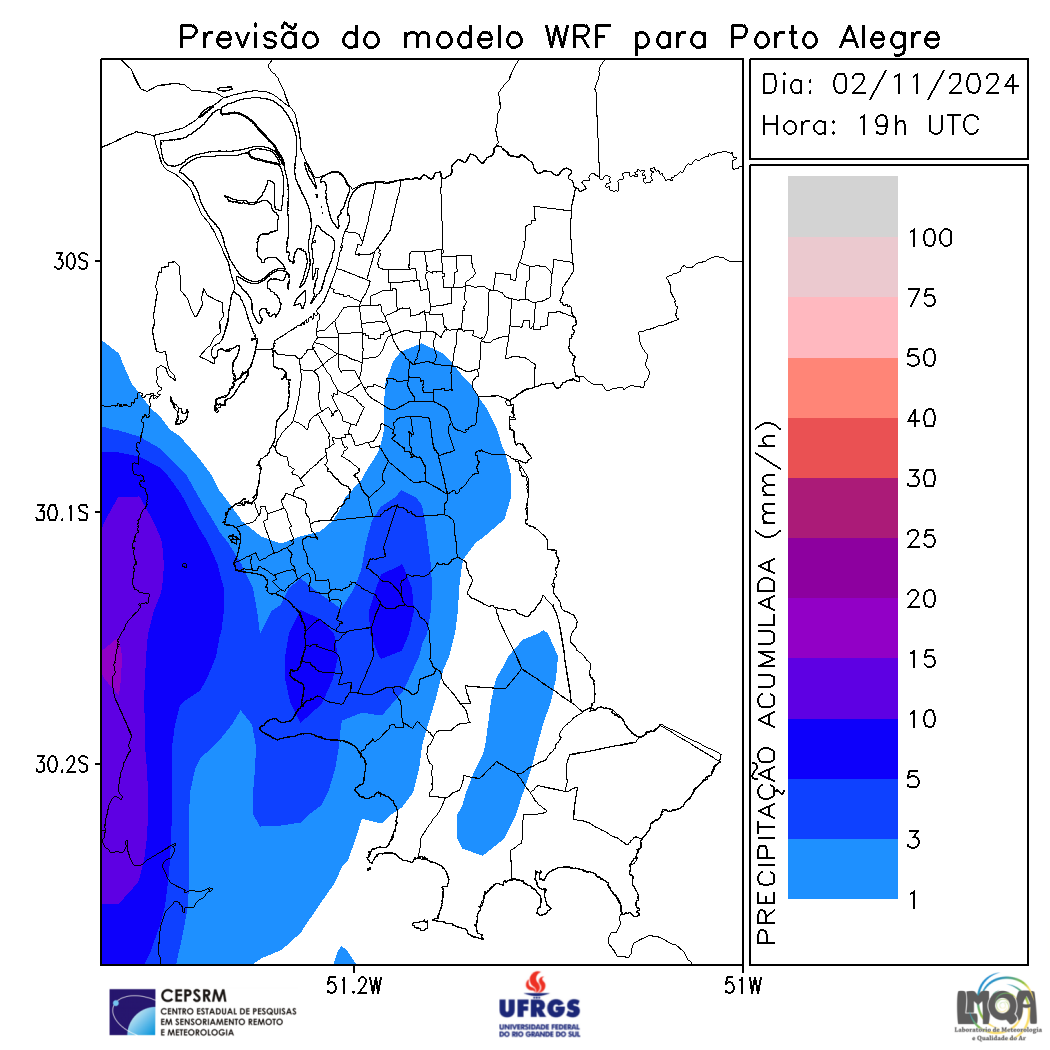 Previsão do modelo WRF para Porto Alegre
Dia: 02/11/2024
Hora: 19h UTC
100
75
50
40
30
25
20
15
10
5
3
1
PRECIPITAÇÃO ACUMULADA (mm/h)
30S
30.1S
30.2S
51.2W
51W
CEPSRM
CENTRO ESTADUAL DE PESQUISAS
EM SENSORIAMENTO REMOTO
E METEOROLOGIA
UFRGS
UNIVERSIDADE FEDERAL
DO RIO GRANDE DO SUL
LMQA
Laboratório de Meteorologia
e Qualidade do Ar